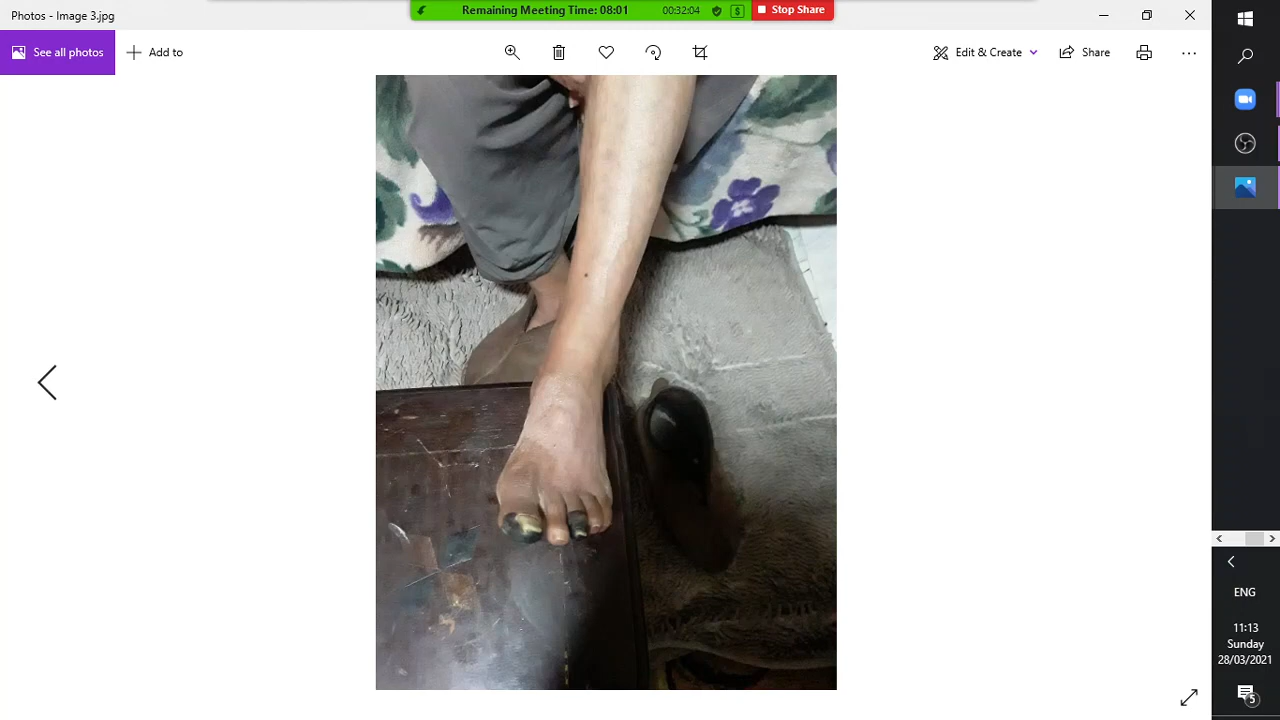 Photos - Image 3.jpg
Remaining Meeting Time: 08:01
00:32:04
Stop Share
See all photos
Add to
Edit & Create
Share
ENG
11:13
Sunday
28/03/2021
5